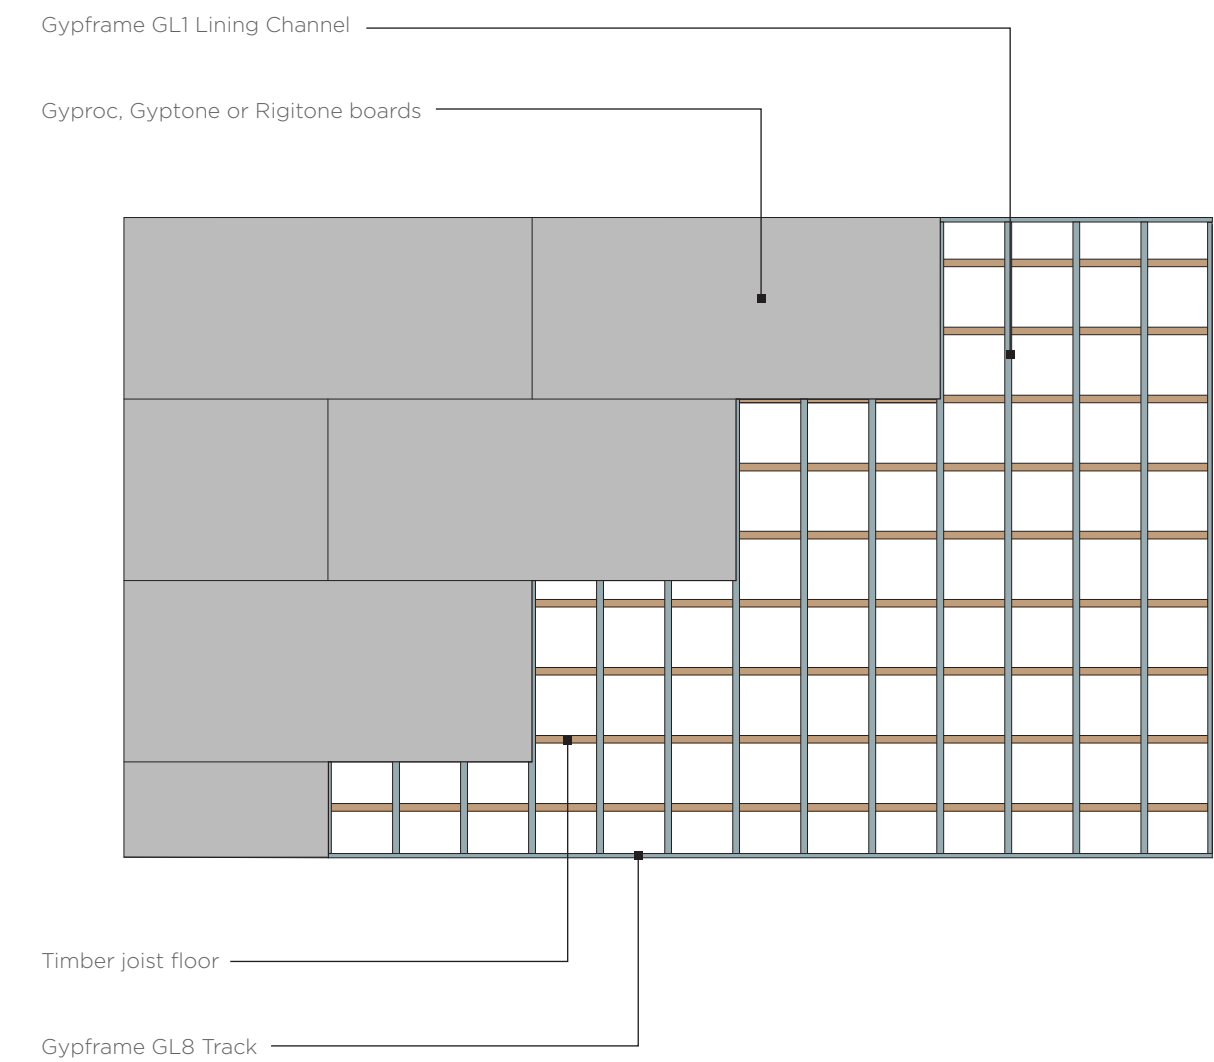 Gypframe GL1 Lining Channel
Gyproc, Gyptone or Rigitone boards
Timber joist floor
Gypframe GL8 Track